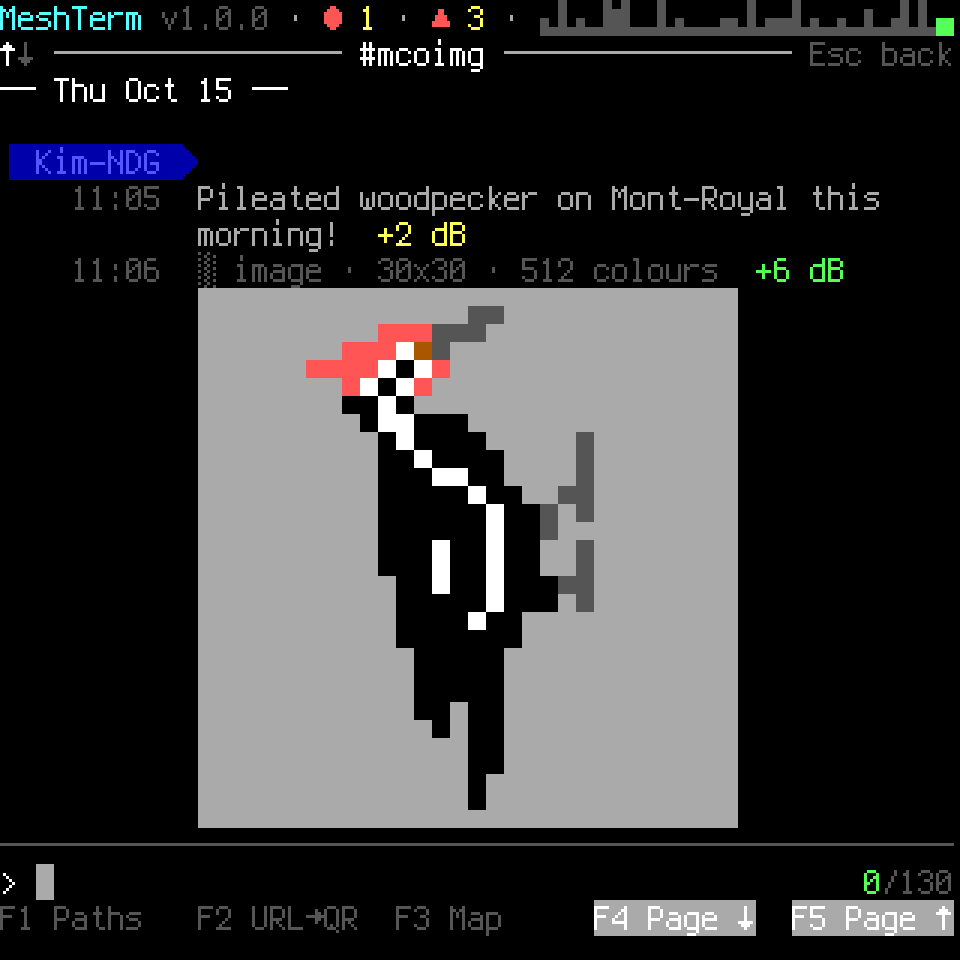 MeshTerm v1.0.0 · 1 · 3 ·
↑↓ #mcoimg Esc back
Thu Oct 15
Kim-NDG
11:05 Pileated woodpecker on Mont-Royal this
morning! +2 dB
11:06 ▒ image · 30x30 · 512 colours +6 dB
> 0/130
F1 Paths F2 URL→QR F3 Map F4 Page ↓ F5 Page ↑